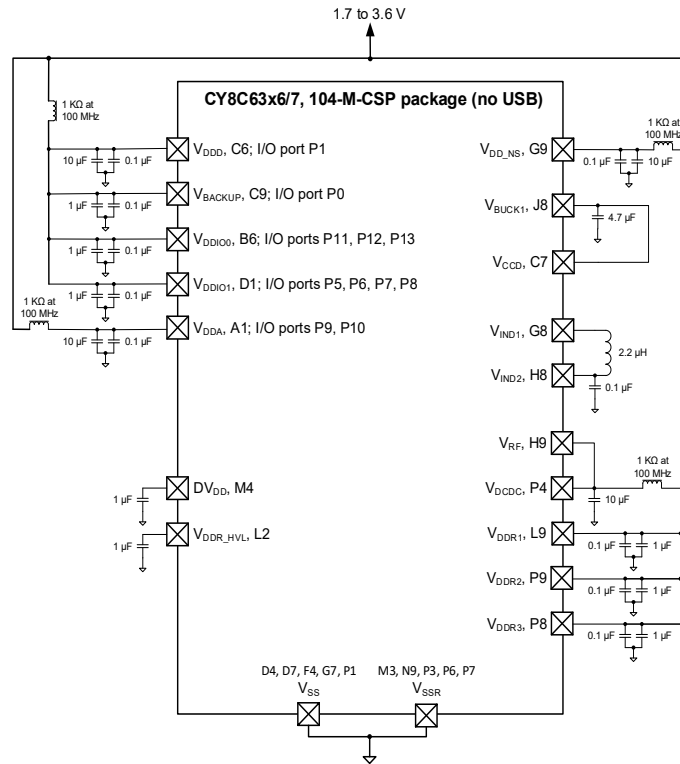 1.7 to 3.6 V
CY8C63x6/7, 104-M-CSP package (no USB)
1 KΩ at
100 MHz
10 µF
0.1 µF
VDDD, C6; I/O port P1
1 µF
0.1 µF
VBACKUP, C9; I/O port P0
1 µF
0.1 µF
VDDIO0, B6; I/O ports P11, P12, P13
1 µF
0.1 µF
VDDIO1, D1; I/O ports P5, P6, P7, P8
1 KΩ at
100 MHz
10 µF
0.1 µF
VDDA, A1; I/O ports P9, P10
1 µF
DVDD, M4
1 µF
VDDR_HVL, L2
VDD_NS, G9
1 KΩ at
100 MHz
0.1 µF
10 µF
VBUCK1, J8
4.7 µF
VCCD, C7
VIND1, G8
2.2 µH
VIND2, H8
0.1 µF
VRF, H9
1 KΩ at
100 MHz
VDCDC, P4
10 µF
VDDR1, L9
0.1 µF
1 µF
VDDR2, P9
0.1 µF
1 µF
VDDR3, P8
0.1 µF
1 µF
D4, D7, F4, G7, P1
VSS
M3, N9, P3, P6, P7
VSSR